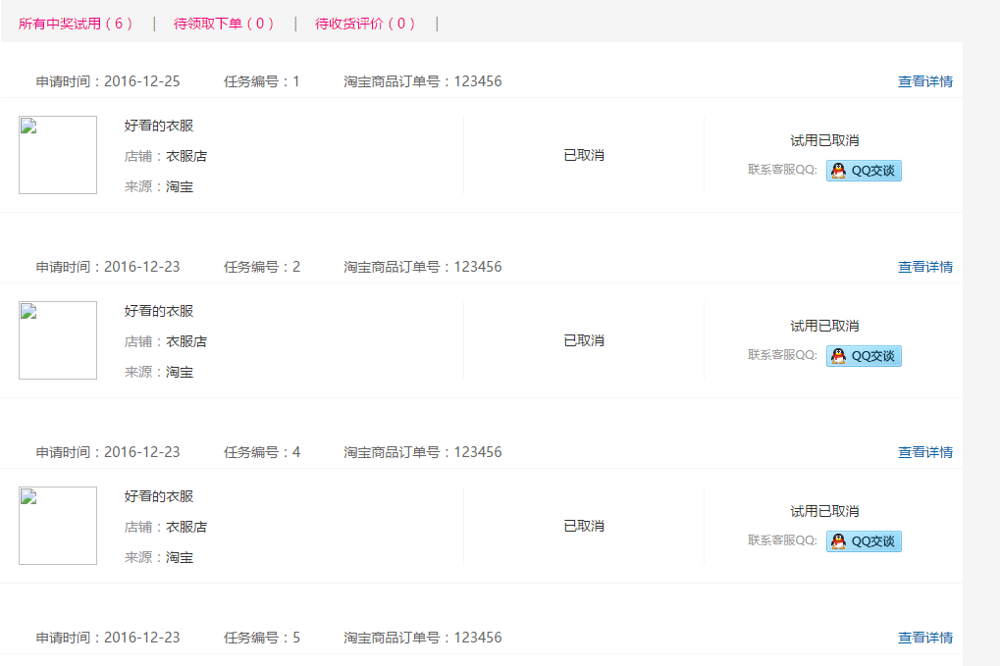 所有中奖试用（6） | 待领取下单（0） | 待收货评价（0） |
申请时间：2016-12-25 任务编号：1 淘宝商品订单号：123456 查看详情
好看的衣服
店铺：衣服店
来源：淘宝
已取消
试用已取消
联系客服QQ: QQ交谈
申请时间：2016-12-23 任务编号：2 淘宝商品订单号：123456 查看详情
好看的衣服
店铺：衣服店
来源：淘宝
已取消
试用已取消
联系客服QQ: QQ交谈
申请时间：2016-12-23 任务编号：4 淘宝商品订单号：123456 查看详情
好看的衣服
店铺：衣服店
来源：淘宝
已取消
试用已取消
联系客服QQ: QQ交谈
申请时间：2016-12-23 任务编号：5 淘宝商品订单号：123456 查看详情